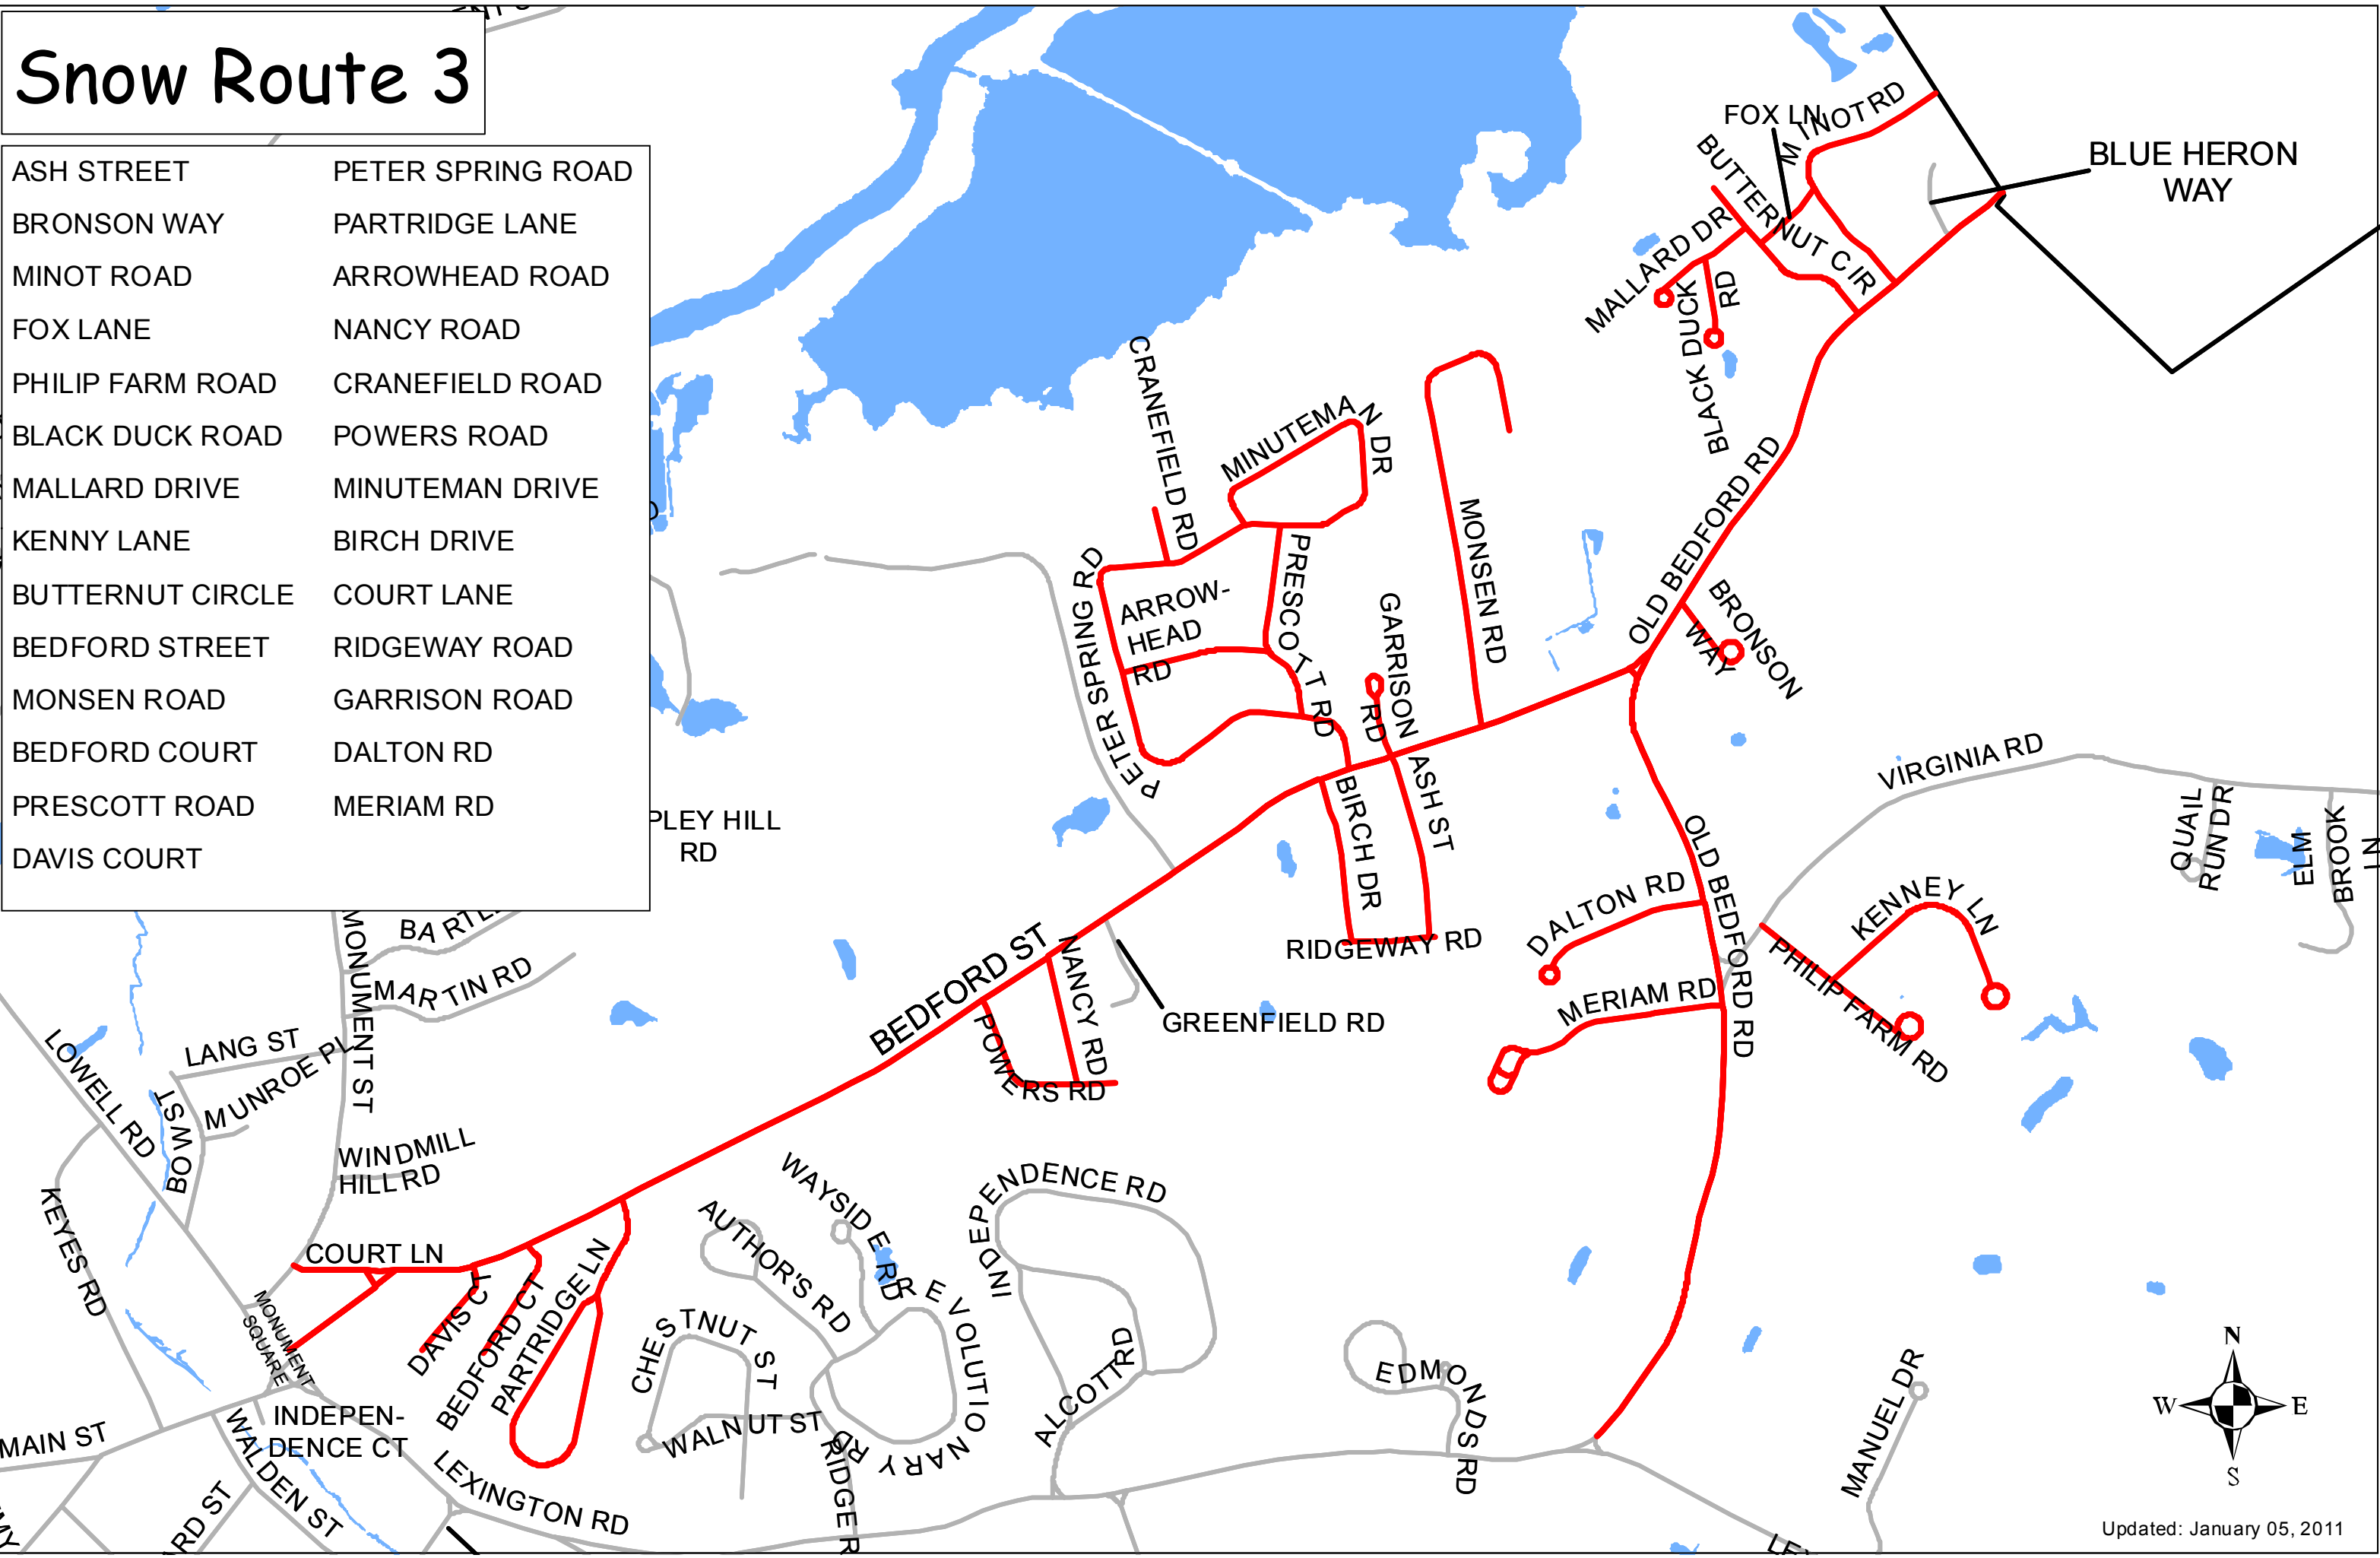 Snow Route 3
ASH STREET
BRONSON WAY
MINOT ROAD
FOX LANE
PHILIP FARM ROAD
BLACK DUCK ROAD
MALLARD DRIVE
KENNY LANE
BUTTERNUT CIRCLE
BEDFORD STREET
MONSEN ROAD
BEDFORD COURT
PRESCOTT ROAD
DAVIS COURT
PETER SPRING ROAD
PARTRIDGE LANE
ARROWHEAD ROAD
NANCY ROAD
CRANEFIELD ROAD
POWERS ROAD
MINUTEMAN DRIVE
BIRCH DRIVE
COURT LANE
RIDGEWAY ROAD
GARRISON ROAD
DALTON RD
MERIAM RD
FOX LN
MINOT RD
BUTTERNUT CIR
BLUE HERON
WAY
MALLARD DR
BLACK DUCK
RD
CRANEFIELD RD
MINUTEMAN DR
MONSEN RD
OLD BEDFORD RD
BRONSON
WAY
PETER SPRING RD
ARROW-
HEAD
RD
PRESCOTT RD
GARRISON
RD
ASH ST
BIRCH DR
RIDGEWAY RD
VIRGINIA RD
QUAIL
RUN DR
ELM
BROOK
LN
OLD BEDFORD RD
DALTON RD
MERIAM RD
KENNEY LN
PHILIP FARM RD
PLEY HILL
RD
BARTLE
MARTIN RD
MONUMENT ST
LANG ST
MUNROE PL
LOWELL RD
BOW ST
WINDMILL
HILL RD
KEYES RD
BEDFORD ST
NANCY RD
POWERS RD
GREENFIELD RD
COURT LN
MONUMENT
SQUARE
DAVIS CT
BEDFORD CT
PARTRIDGE LN
AUTHOR'S RD
WAYSIDE RD
REVOLUTIONARY RD
INDEPENDENCE RD
ALCOTT RD
CHESTNUT ST
WALNUT ST
RIDGE R
EDMONDS RD
MANUEL DR
INDEPEN-
DENCE CT
MAIN ST
WALDEN ST
RD ST
LEXINGTON RD
LEX
N
W
E
S
Updated: January 05, 2011